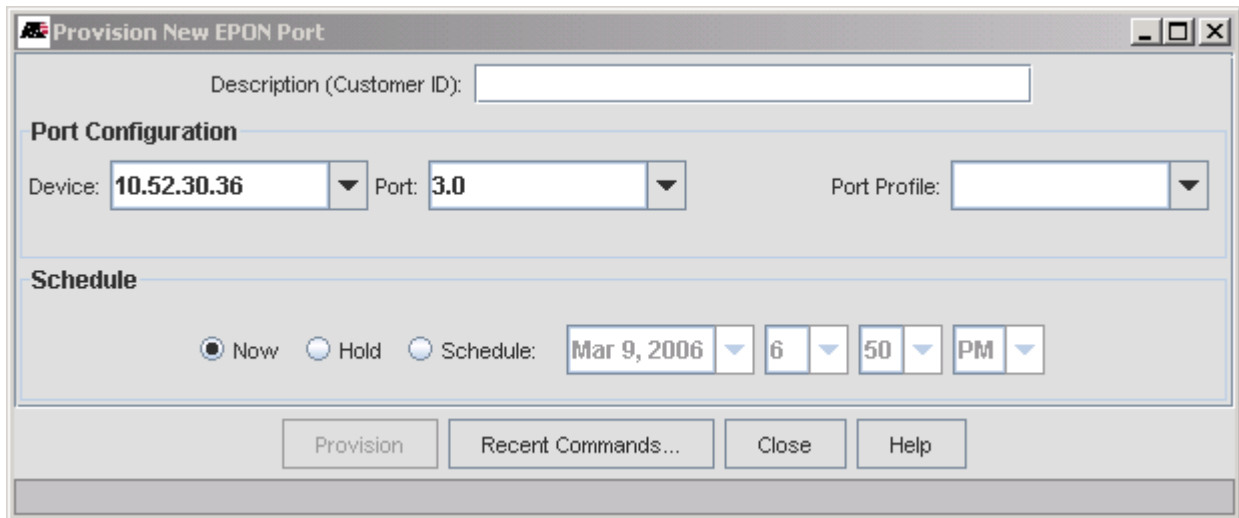 Provision New EPON Port
Description (Customer ID):
Port Configuration
Device: 10.52.30.36 Port: 3.0 Port Profile:
Schedule
Now Hold Schedule: Mar 9, 2006 6 50 PM
Provision Recent Commands... Close Help